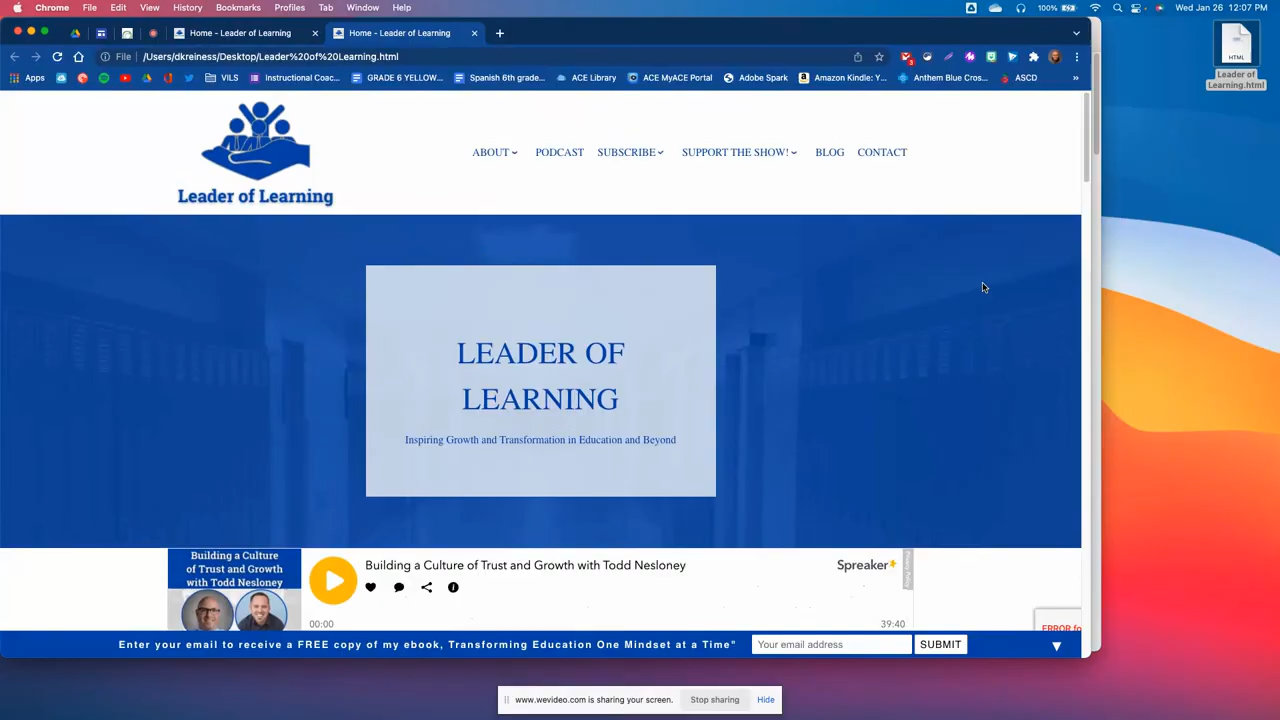 Chrome File Edit View History Bookmarks Profiles Tab Window Help 100% Wed Jan 26 12:07 PM
Home - Leader of Learning Home - Leader of Learning
File /Users/dkreiness/Desktop/Leader%20of%20Learning.html
Apps VILS Instructional Coac... GRADE 6 YELLOW... Spanish 6th grade... ACE Library ACE MyACE Portal Adobe Spark Amazon Kindle: Y... Anthem Blue Cros... ASCD »
HTML
Leader of
Learning.html
Leader of Learning
ABOUT PODCAST SUBSCRIBE SUPPORT THE SHOW! BLOG CONTACT
LEADER OF
LEARNING
Inspiring Growth and Transformation in Education and Beyond
Building a Culture
of Trust and Growth
with Todd Nesloney
Building a Culture of Trust and Growth with Todd Nesloney
Spreaker
Privacy Policy
00:00 39:40
ERROR fo
Enter your email to receive a FREE copy of my ebook, Transforming Education One Mindset at a Time" Your email address SUBMIT
www.wevideo.com is sharing your screen. Stop sharing Hide